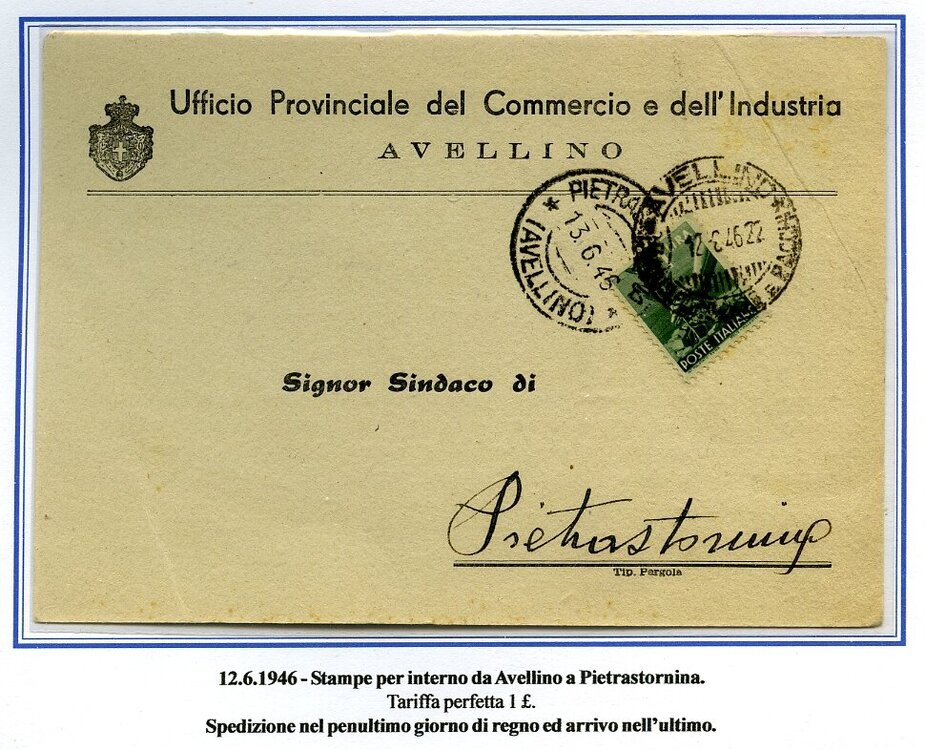 Ufficio Provinciale del Commercio e dell'Industria
AVELLINO
* PIETRA
13.6.46
(AVELLINO) *
AVELLINO
12-6-46 22
POSTE ITALIANE
Signor Sindaco di
Pietrastornina
Tip. Pergola
12.6.1946 - Stampe per interno da Avellino a Pietrastornina.
Tariffa perfetta 1 £.
Spedizione nel penultimo giorno di regno ed arrivo nell'ultimo.